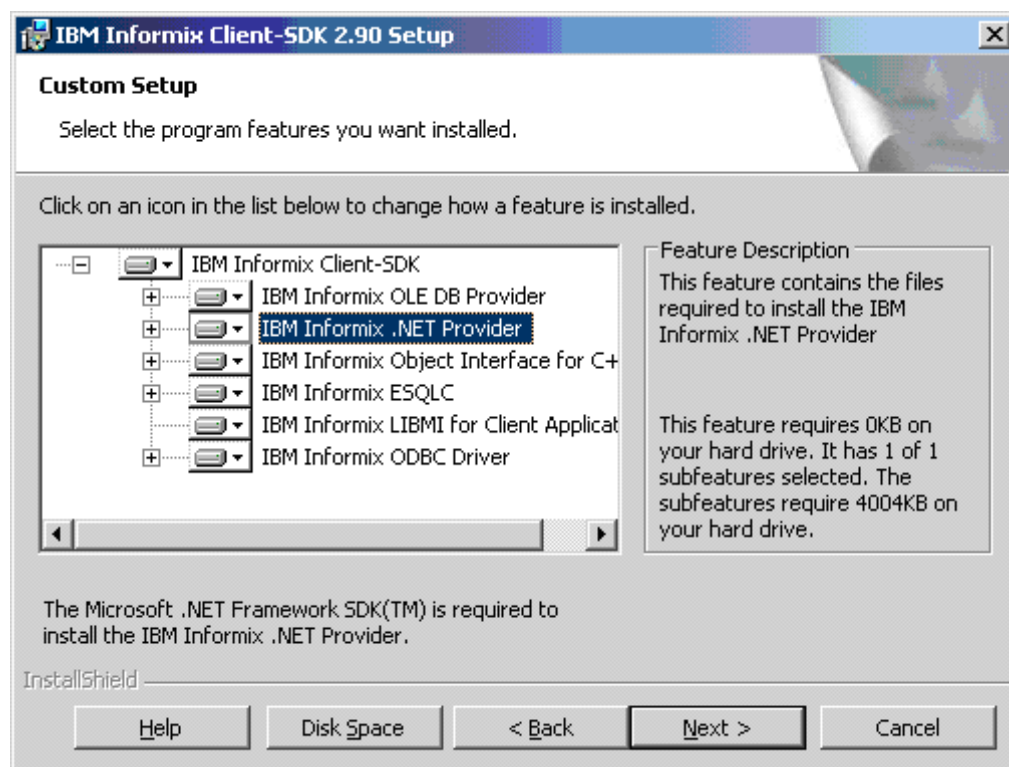 IBM Informix Client-SDK 2.90 Setup
Custom Setup
Select the program features you want installed.
Click on an icon in the list below to change how a feature is installed.
IBM Informix Client-SDK
IBM Informix OLE DB Provider
IBM Informix .NET Provider
IBM Informix Object Interface for C+
IBM Informix ESQLC
IBM Informix LIBMI for Client Applicat
IBM Informix ODBC Driver
Feature Description
This feature contains the files
required to install the IBM
Informix .NET Provider
This feature requires 0KB on
your hard drive. It has 1 of 1
subfeatures selected. The
subfeatures require 4004KB on
your hard drive.
The Microsoft .NET Framework SDK(TM) is required to
install the IBM Informix .NET Provider.
InstallShield
Help
Disk Space
< Back
Next >
Cancel